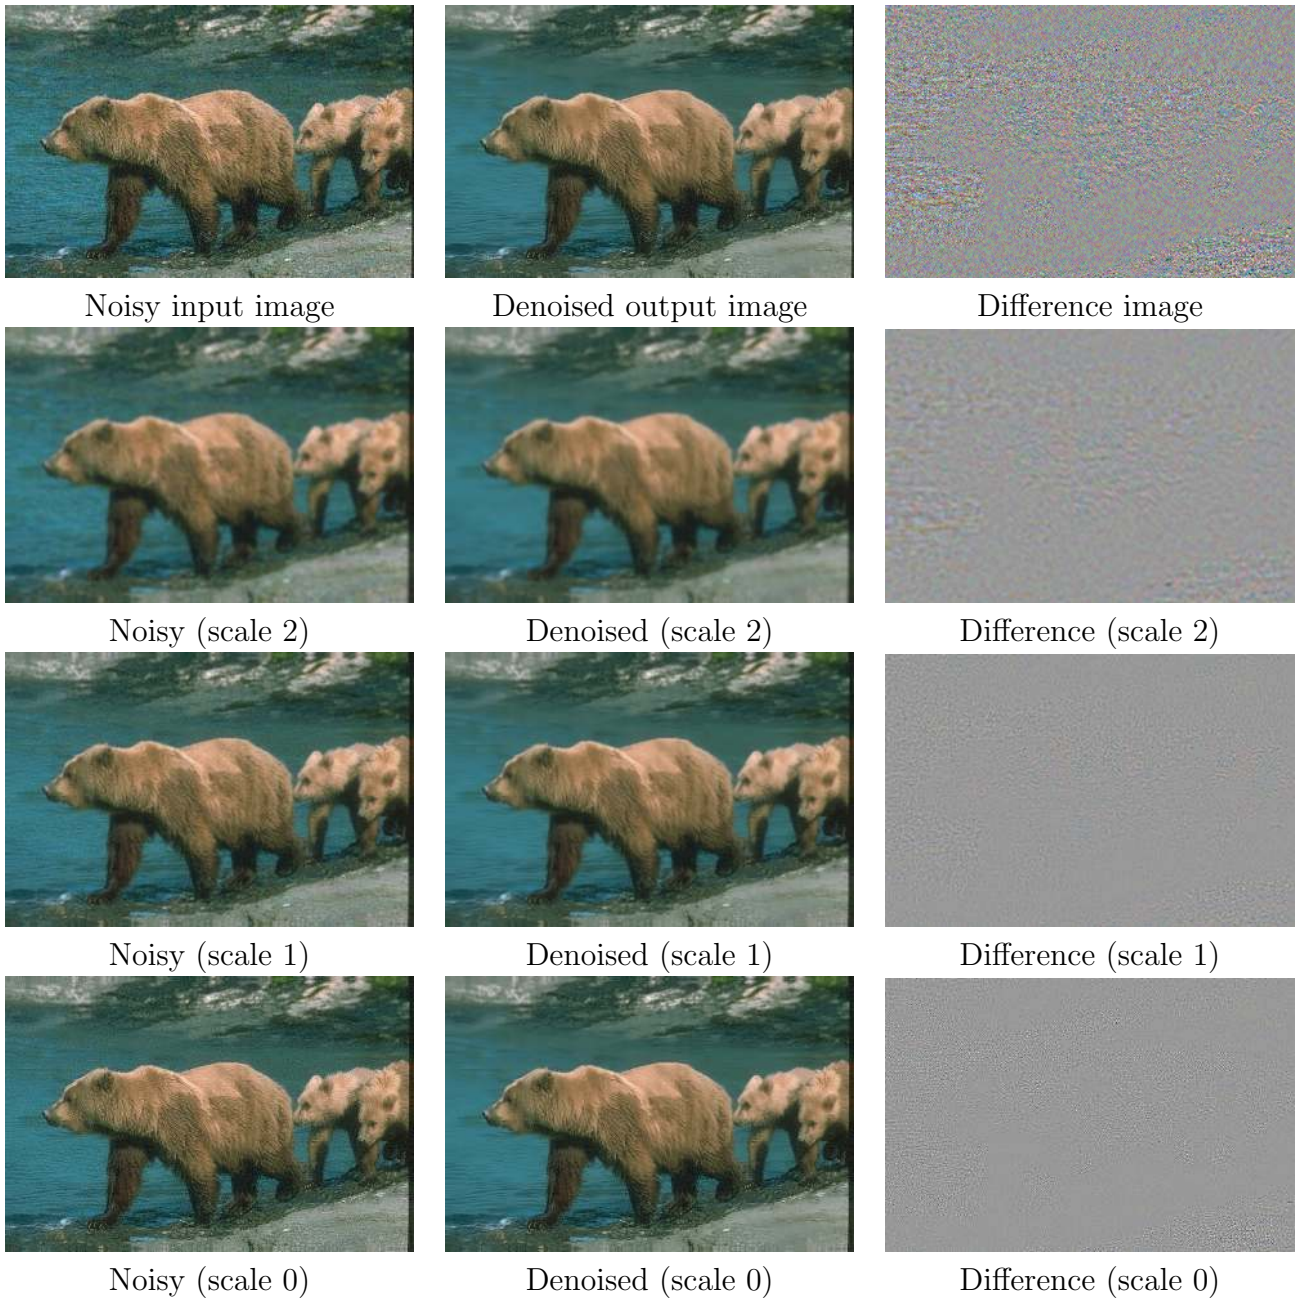 Noisy input image
Denoised output image
Difference image
Noisy (scale 2)
Denoised (scale 2)
Difference (scale 2)
Noisy (scale 1)
Denoised (scale 1)
Difference (scale 1)
Noisy (scale 0)
Denoised (scale 0)
Difference (scale 0)